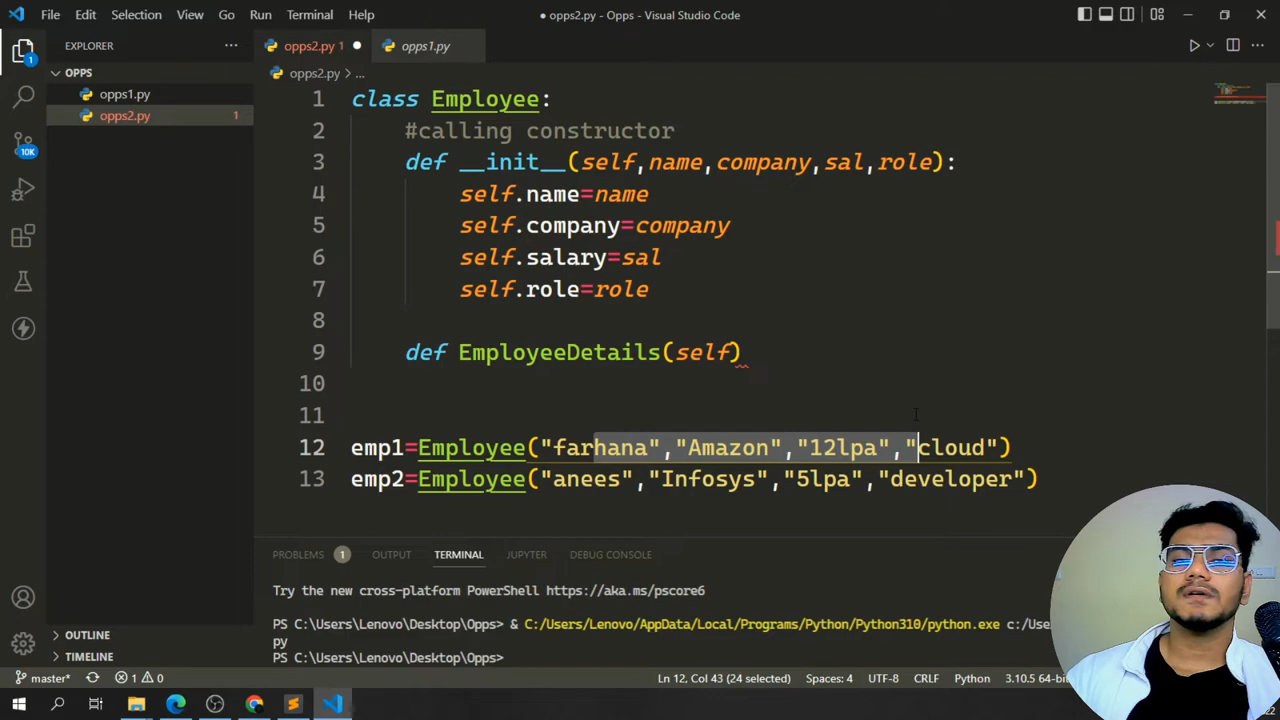 File Edit Selection View Go Run Terminal Help
opps2.py - Opps - Visual Studio Code
EXPLORER
opps2.py 1
opps1.py
OPPS
opps2.py > ...
opps1.py
opps2.py 1
1 class Employee:
2 #calling constructor
3 def __init__(self,name,company,sal,role):
4 self.name=name
5 self.company=company
6 self.salary=sal
7 self.role=role
8
9 def EmployeeDetails(self)
10
11
12 emp1=Employee("farhana","Amazon","12lpa","cloud")
13 emp2=Employee("anees","Infosys","5lpa","developer")
1
10K
PROBLEMS 1 OUTPUT TERMINAL JUPYTER DEBUG CONSOLE
Try the new cross-platform PowerShell https://aka.ms/pscore6
PS C:\Users\Lenovo\Desktop\Opps> & C:/Users/Lenovo/AppData/Local/Programs/Python/Python310/python.exe c:/Use
py
PS C:\Users\Lenovo\Desktop\Opps>
OUTLINE
TIMELINE
master* 1 0 Ln 12, Col 43 (24 selected) Spaces: 4 UTF-8 CRLF Python 3.10.5 64-bit